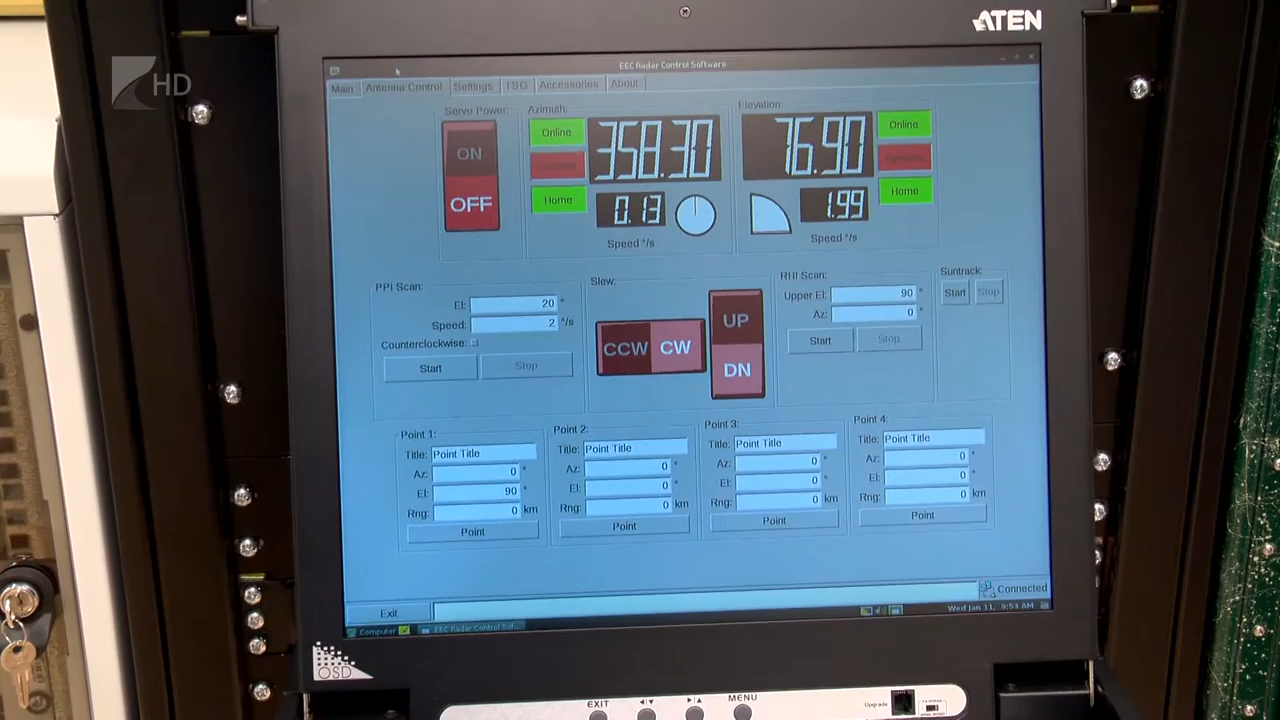 ATEN
HD
EEC Radar Control Software
Main Antenna Control Settings TSG Accessories About
Servo Power:
ON
OFF
Azimuth:
Online
Home
358.30
0.13
Speed °/s
Elevation:
76.90
1.99
Speed °/s
Online
Home
PPI Scan:
El: 20 °
Speed: 2 °/s
Counterclockwise:
Start Stop
Slew:
CCW CW
UP
DN
RHI Scan:
Upper El: 90 °
Az: 0 °
Start Stop
Suntrack:
Start Stop
Point 1:
Title: Point Title
Az: 0 °
El: 90 °
Rng: 0 km
Point
Point 2:
Title: Point Title
Az: 0 °
El: 0 °
Rng: 0 km
Point
Point 3:
Title: Point Title
Az: 0 °
El: 0 °
Rng: 0 km
Point
Point 4:
Title: Point Title
Az: 0 °
El: 0 °
Rng: 0 km
Point
Exit
Connected
Computer
EEC Radar Control Sof...
Wed Jan 11, 9:53 AM
OSD
EXIT
MENU
Upgrade